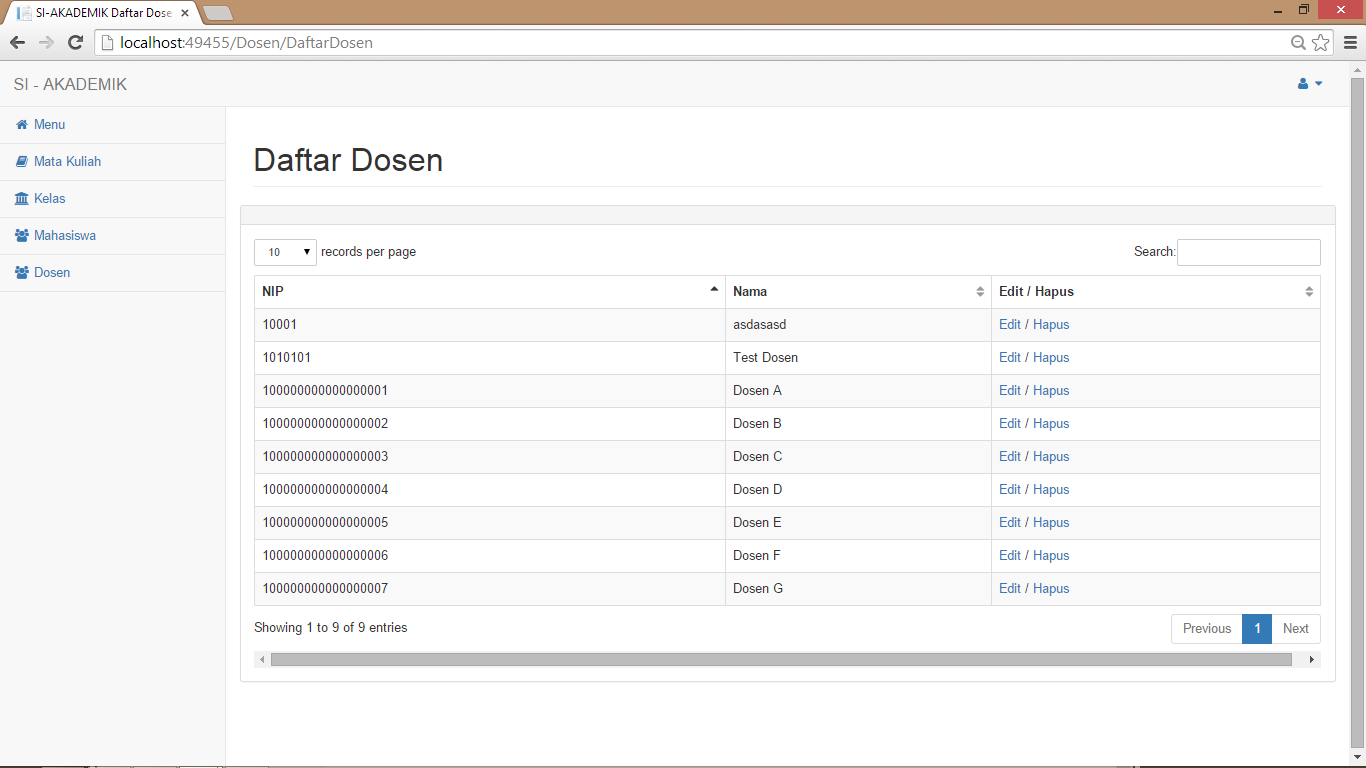 SI-AKADEMIK Daftar Dose
localhost:49455/Dosen/DaftarDosen
SI - AKADEMIK
Menu
Mata Kuliah
Kelas
Mahasiswa
Dosen
Daftar Dosen
10 records per page Search:
NIP Nama Edit / Hapus
10001 asdasasd Edit / Hapus
1010101 Test Dosen Edit / Hapus
100000000000000001 Dosen A Edit / Hapus
100000000000000002 Dosen B Edit / Hapus
100000000000000003 Dosen C Edit / Hapus
100000000000000004 Dosen D Edit / Hapus
100000000000000005 Dosen E Edit / Hapus
100000000000000006 Dosen F Edit / Hapus
100000000000000007 Dosen G Edit / Hapus
Showing 1 to 9 of 9 entries Previous 1 Next